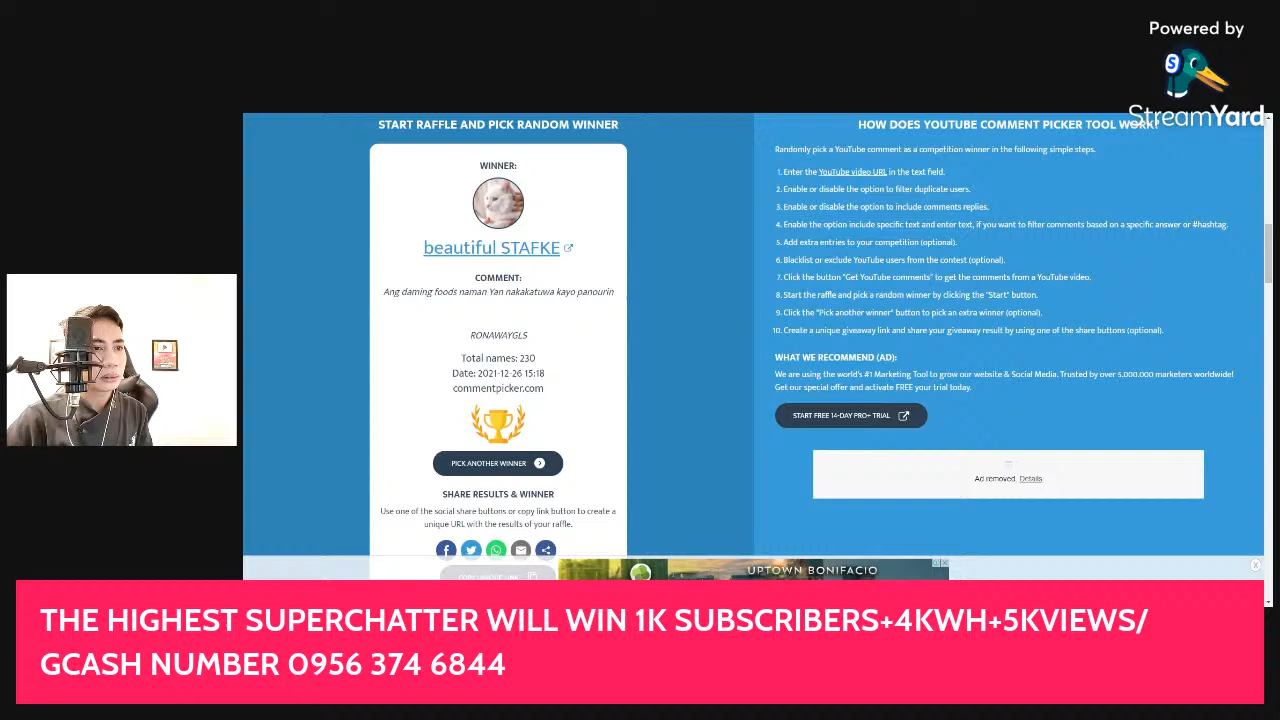 Powered by
S
StreamYard
START RAFFLE AND PICK RANDOM WINNER
WINNER:
beautiful STAFKE
COMMENT:
Ang daming foods naman Yan nakakatuwa kayo panourin
RONAWAYGLS
Total names: 230
Date: 2021-12-26 15:18
commentpicker.com
PICK ANOTHER WINNER
SHARE RESULTS & WINNER
Use one of the social share buttons or copy link button to create a
unique URL with the results of your raffle.
HOW DOES YOUTUBE COMMENT PICKER TOOL WORK?
Randomly pick a YouTube comment as a competition winner in the following simple steps.
1. Enter the YouTube video URL in the text field.
2. Enable or disable the option to filter duplicate users.
3. Enable or disable the option to include comments replies.
4. Enable the option include specific text and enter text, if you want to filter comments based on a specific answer or #hashtag.
5. Add extra entries to your competition (optional).
6. Blacklist or exclude YouTube users from the contest (optional).
7. Click the button "Get YouTube comments" to get the comments from a YouTube video.
8. Start the raffle and pick a random winner by clicking the "Start" button.
9. Click the "Pick another winner" button to pick an extra winner (optional).
10. Create a unique giveaway link and share your giveaway result by using one of the share buttons (optional).
WHAT WE RECOMMEND (AD):
We are using the world's #1 Marketing Tool to grow our website & Social Media. Trusted by over 5.000.000 marketers worldwide!
Get our special offer and activate FREE your trial today.
START FREE 14-DAY PRO+ TRIAL
Ad removed. Details
UPTOWN BONIFACIO
THE HIGHEST SUPERCHATTER WILL WIN 1K SUBSCRIBERS+4KWH+5KVIEWS/
GCASH NUMBER 0956 374 6844